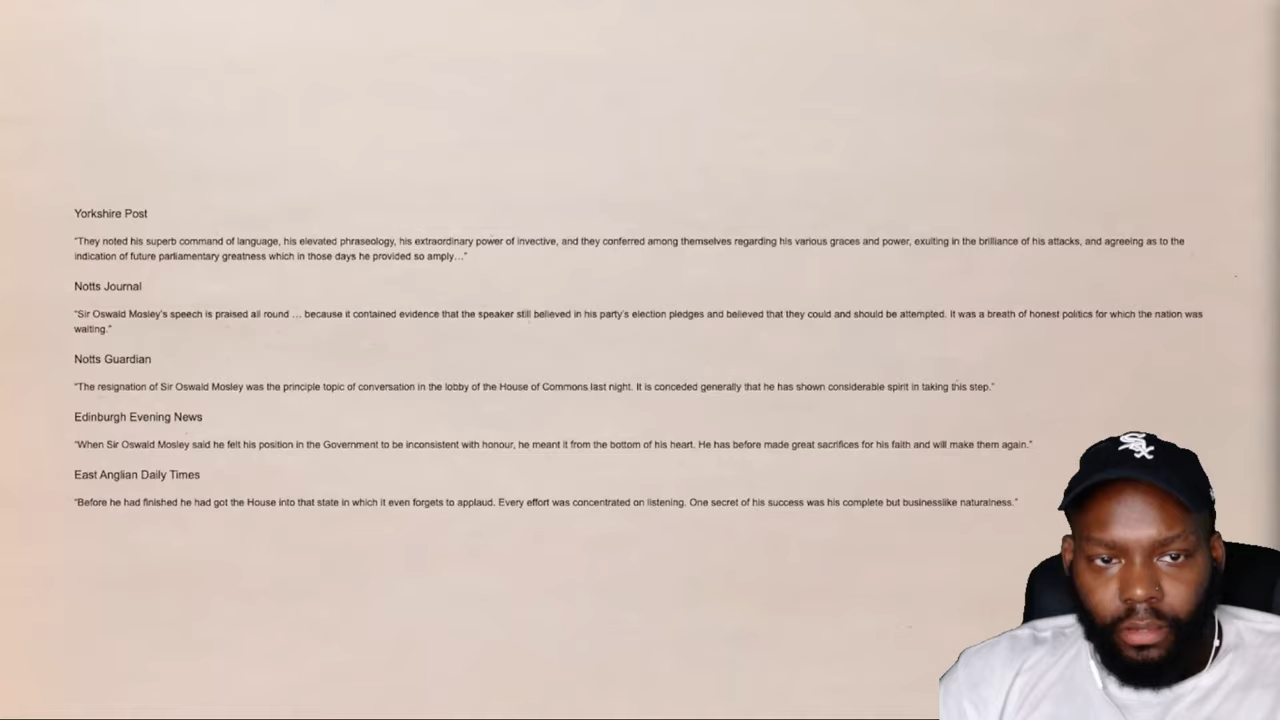 Yorkshire Post
"They noted his superb command of language, his elevated phraseology, his extraordinary power of invective, and they conferred among themselves regarding his various graces and power, exulting in the brilliance of his attacks, and agreeing as to the
indication of future parliamentary greatness which in those days he provided so amply…"
Notts Journal
"Sir Oswald Mosley's speech is praised all round … because it contained evidence that the speaker still believed in his party's election pledges and believed that they could and should be attempted. It was a breath of honest politics for which the nation was
waiting."
Notts Guardian
"The resignation of Sir Oswald Mosley was the principle topic of conversation in the lobby of the House of Commons last night. It is conceded generally that he has shown considerable spirit in taking this step."
Edinburgh Evening News
"When Sir Oswald Mosley said he felt his position in the Government to be inconsistent with honour, he meant it from the bottom of his heart. He has before made great sacrifices for his faith and will make them again."
East Anglian Daily Times
"Before he had finished he had got the House into that state in which it even forgets to applaud. Every effort was concentrated on listening. One secret of his success was his complete but businesslike naturalness."
Sox